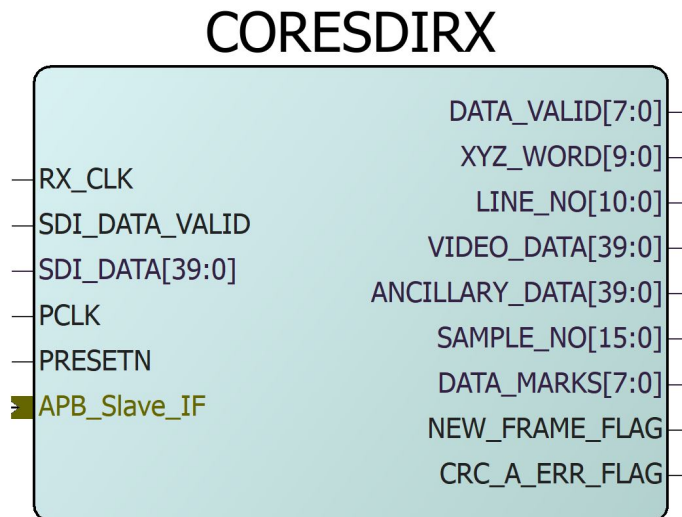 CORESDIRX
RX_CLK
SDI_DATA_VALID
SDI_DATA[39:0]
PCLK
PRESETN
APB_Slave_IF
DATA_VALID[7:0]
XYZ_WORD[9:0]
LINE_NO[10:0]
VIDEO_DATA[39:0]
ANCILLARY_DATA[39:0]
SAMPLE_NO[15:0]
DATA_MARKS[7:0]
NEW_FRAME_FLAG
CRC_A_ERR_FLAG